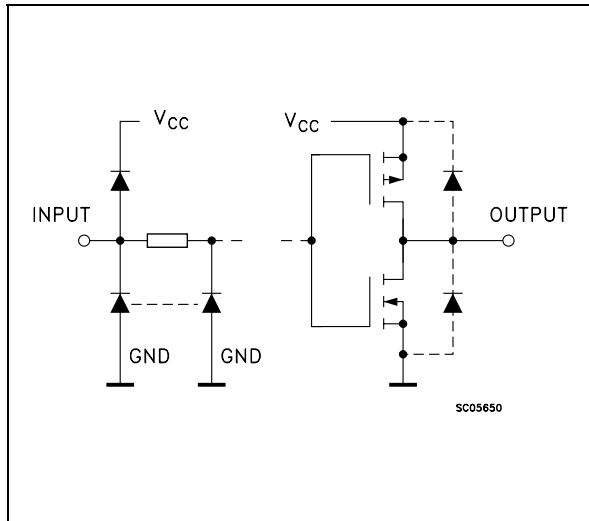 VCC
VCC
INPUT
OUTPUT
GND
GND
SC05650